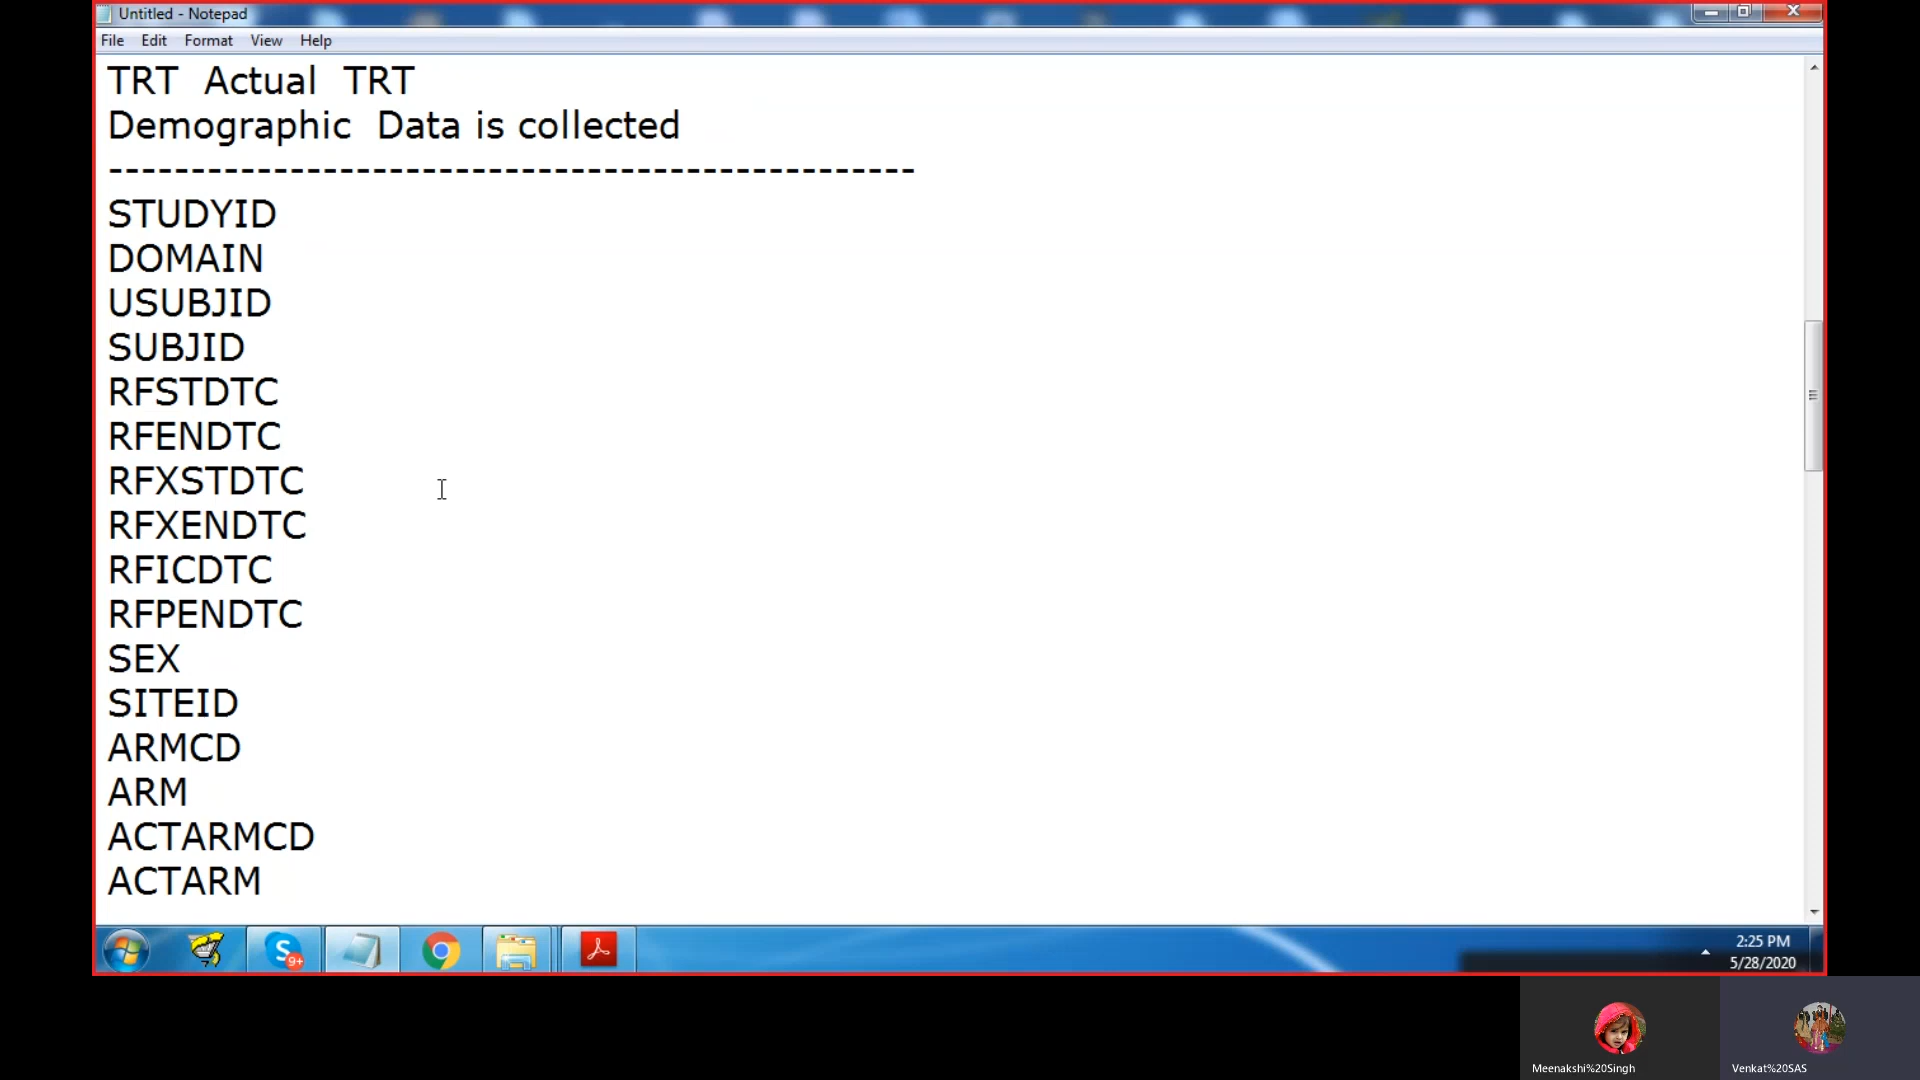 Untitled - Notepad
File Edit Format View Help
TRT Actual TRT
Demographic Data is collected
-------------------------------------------------
STUDYID
DOMAIN
USUBJID
SUBJID
RFSTDTC
RFENDTC
RFXSTDTC
RFXENDTC
RFICDTC
RFPENDTC
SEX
SITEID
ARMCD
ARM
ACTARMCD
ACTARM
S
9+
2:25 PM
5/28/2020
Meenakshi%20Singh
Venkat%20SAS